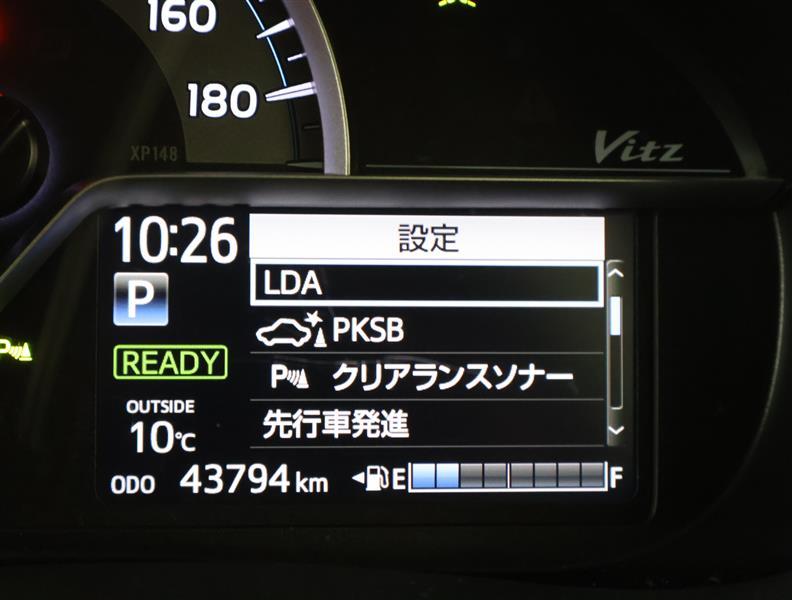 160
180
XP148
Vitz
10:26
設定
P
LDA
PKSB
READY
P クリアランスソナー
OUTSIDE
10℃
先行車発進
ODO 43794 km
E F
P